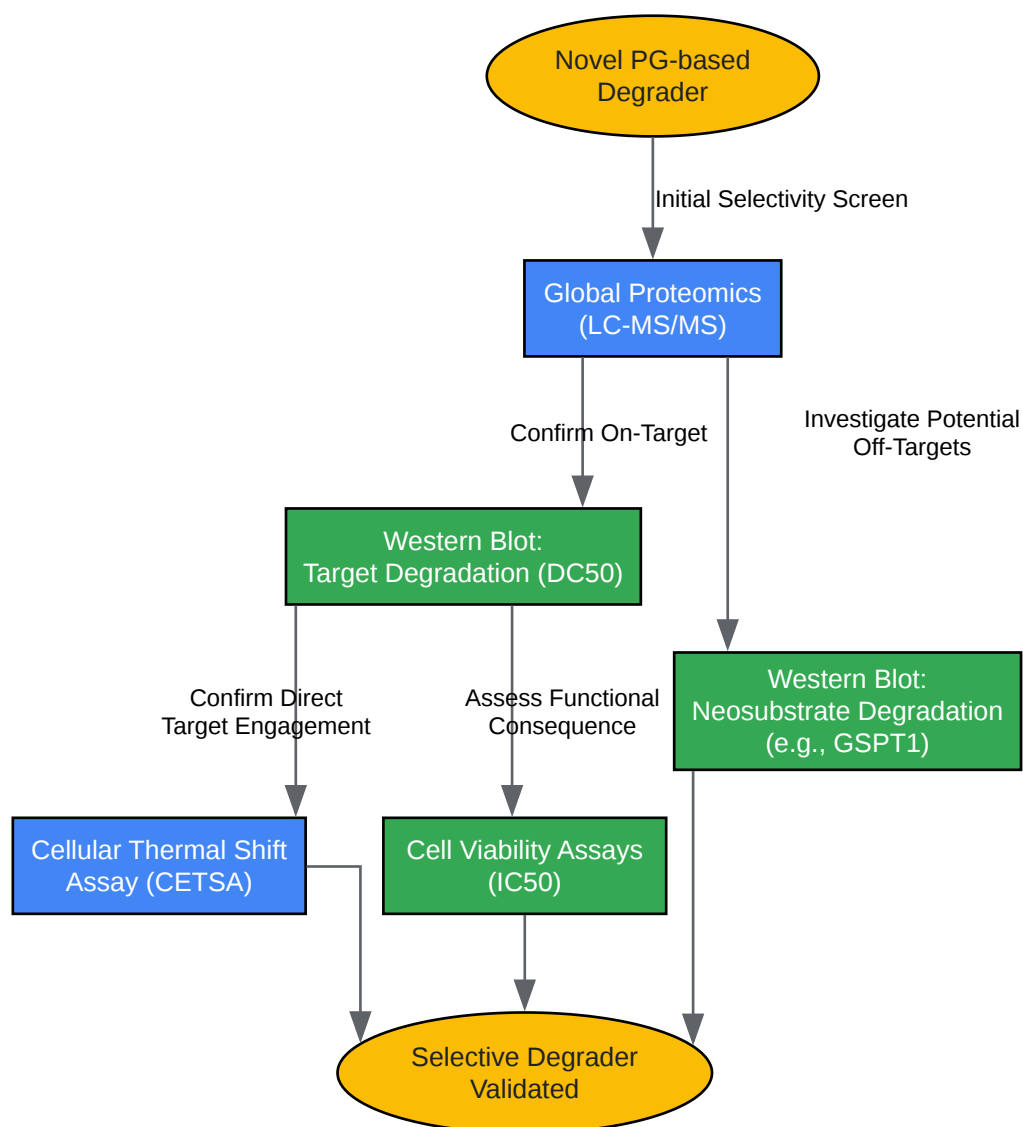 Novel PG-based
Degrader
Initial Selectivity Screen
Global Proteomics
(LC-MS/MS)
Confirm On-Target
Investigate Potential
Off-Targets
Western Blot:
Target Degradation (DC50)
Western Blot:
Neosubstrate Degradation
(e.g., GSPT1)
Confirm Direct
Target Engagement
Assess Functional
Consequence
Cellular Thermal Shift
Assay (CETSA)
Cell Viability Assays
(IC50)
Selective Degrader
Validated